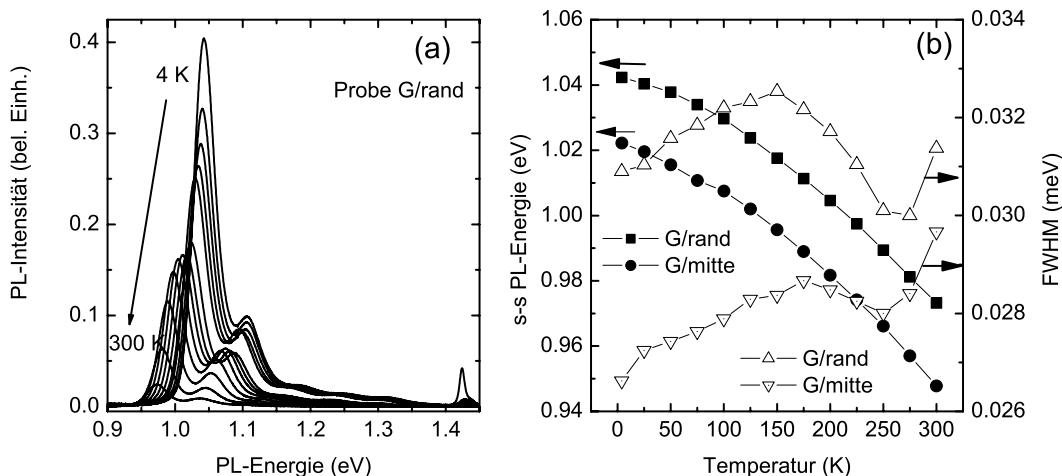 (a)
4 K
Probe G/rand
300 K
PL-Intensität (bel. Einh.)
0.4
0.3
0.2
0.1
0.0
0.9 1.0 1.1 1.2 1.3 1.4
PL-Energie (eV)
(b)
s-s PL-Energie (eV)
1.06
1.04
1.02
1.00
0.98
0.96
0.94
G/rand
G/mitte
G/rand
G/mitte
0 50 100 150 200 250 300
Temperatur (K)
0.034
0.032
0.030
0.028
0.026
FWHM (meV)